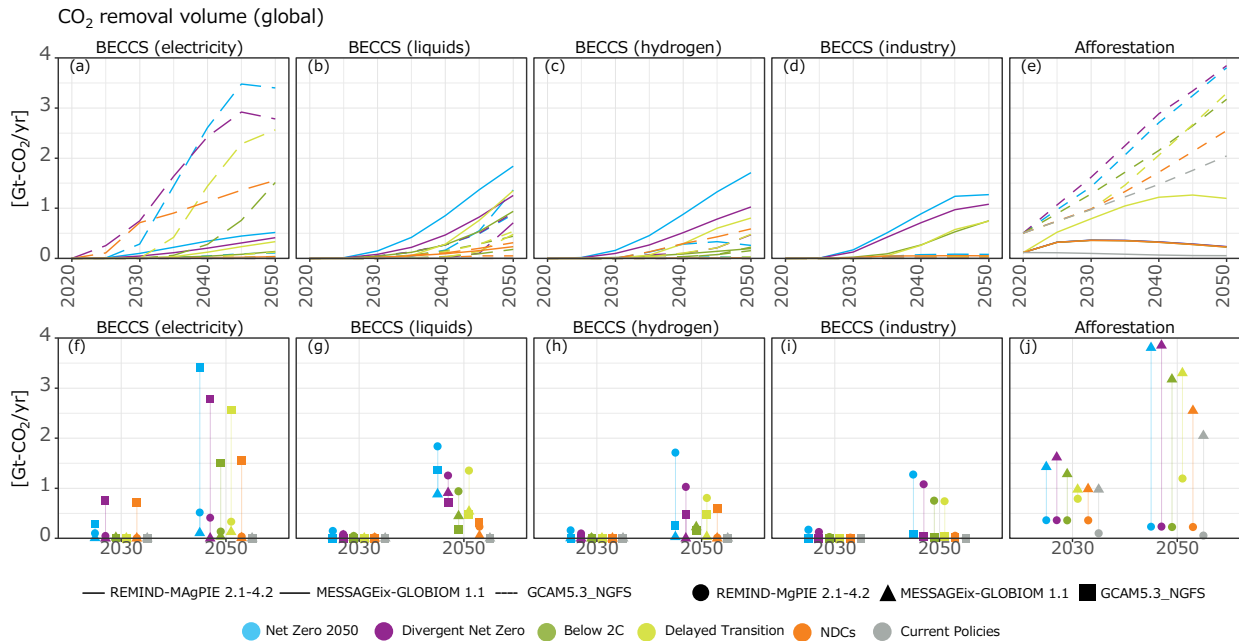 CO₂ removal volume (global)
BECCS (electricity) BECCS (liquids) BECCS (hydrogen) BECCS (industry) Afforestation
(a) (b) (c) (d) (e)
[Gt-CO₂/yr]
4
3
2
1
0
2020 2030 2040 2050 2020 2030 2040 2050 2020 2030 2040 2050 2020 2030 2040 2050 2020 2030 2040 2050
BECCS (electricity) BECCS (liquids) BECCS (hydrogen) BECCS (industry) Afforestation
(f) (g) (h) (i) (j)
[Gt-CO₂/yr]
4
3
2
1
0
2030 2050 2030 2050 2030 2050 2030 2050 2030 2050
REMIND-MAgPIE 2.1-4.2 MESSAGEix-GLOBIOM 1.1 GCAM5.3_NGFS REMIND-MgPIE 2.1-4.2 MESSAGEix-GLOBIOM 1.1 GCAM5.3_NGFS
Net Zero 2050 Divergent Net Zero Below 2C Delayed Transition NDCs Current Policies